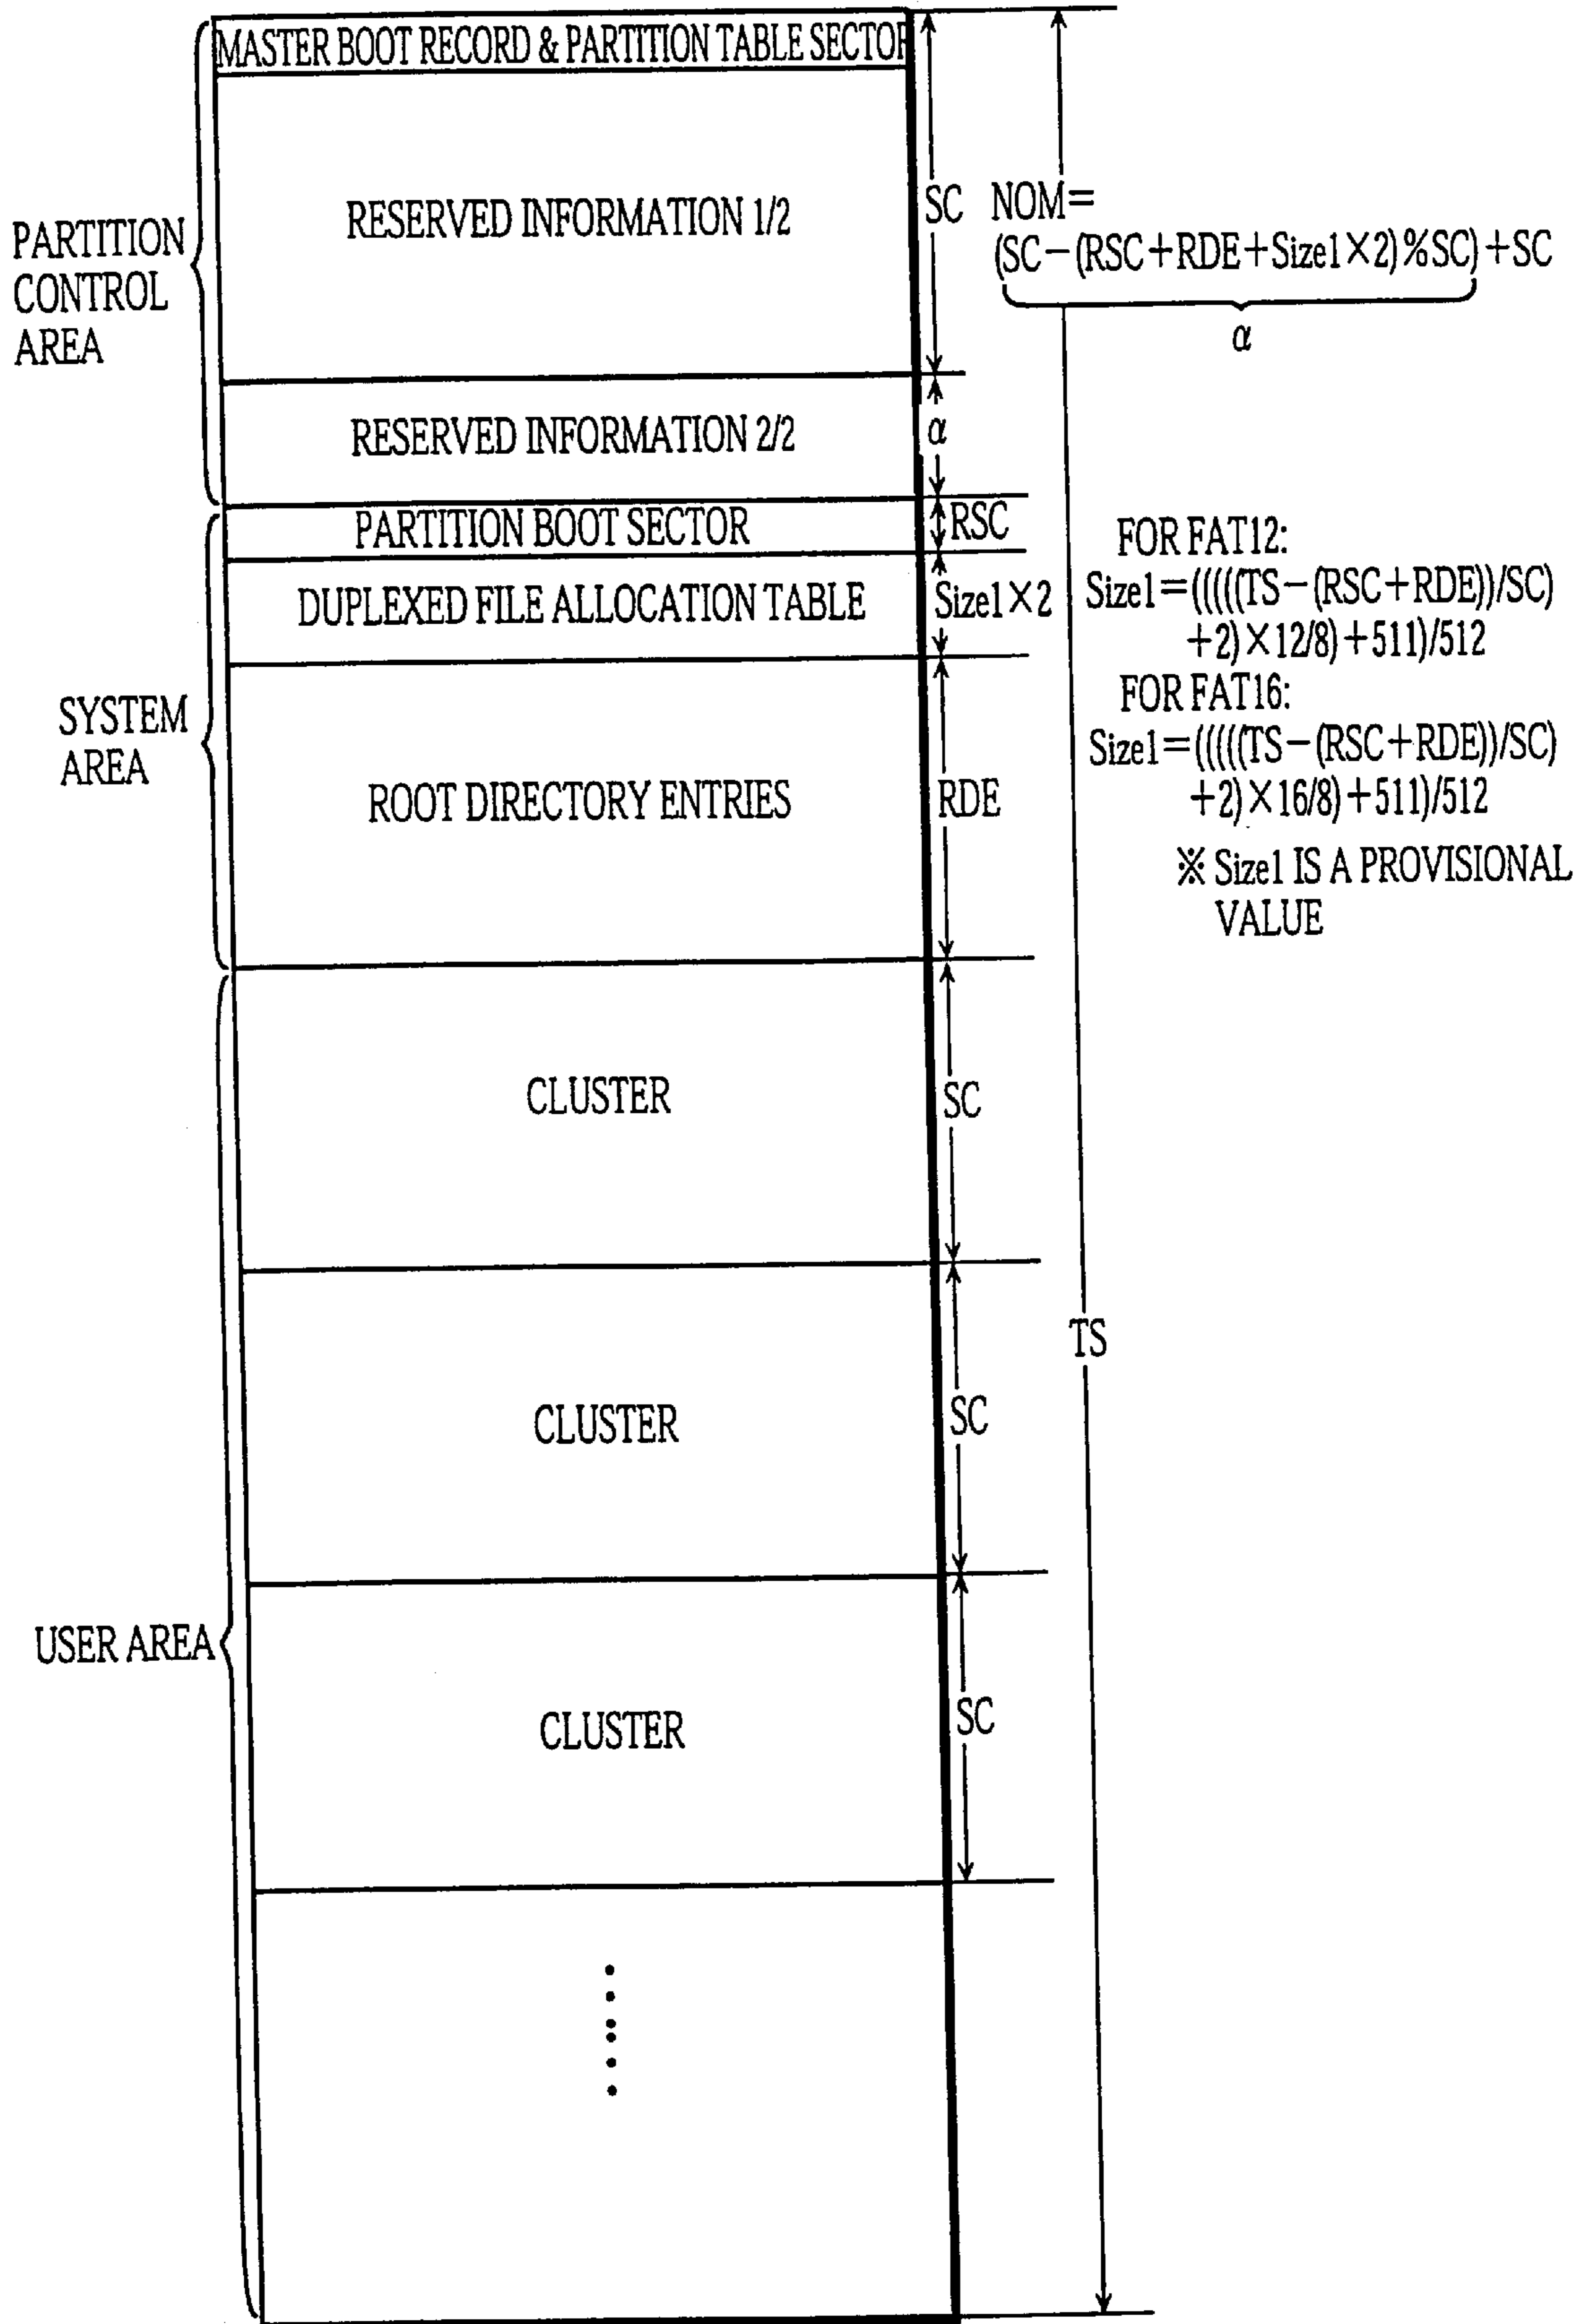 MASTER BOOT RECORD & PARTITION TABLE SECTOR
PARTITION
CONTROL
AREA
RESERVED INFORMATION 1/2
SC
NOM=
(SC-(RSC+RDE+Size1×2)%SC)+SC
α
RESERVED INFORMATION 2/2
α
PARTITION BOOT SECTOR
RSC
DUPLEXED FILE ALLOCATION TABLE
Size1×2
FOR FAT12:
Size1=(((((TS-(RSC+RDE))/SC)
+2)×12/8)+511)/512
FOR FAT16:
Size1=(((((TS-(RSC+RDE))/SC)
+2)×16/8)+511)/512
※ Size1 IS A PROVISIONAL
VALUE
SYSTEM
AREA
ROOT DIRECTORY ENTRIES
RDE
CLUSTER
SC
TS
CLUSTER
SC
USER AREA
CLUSTER
SC